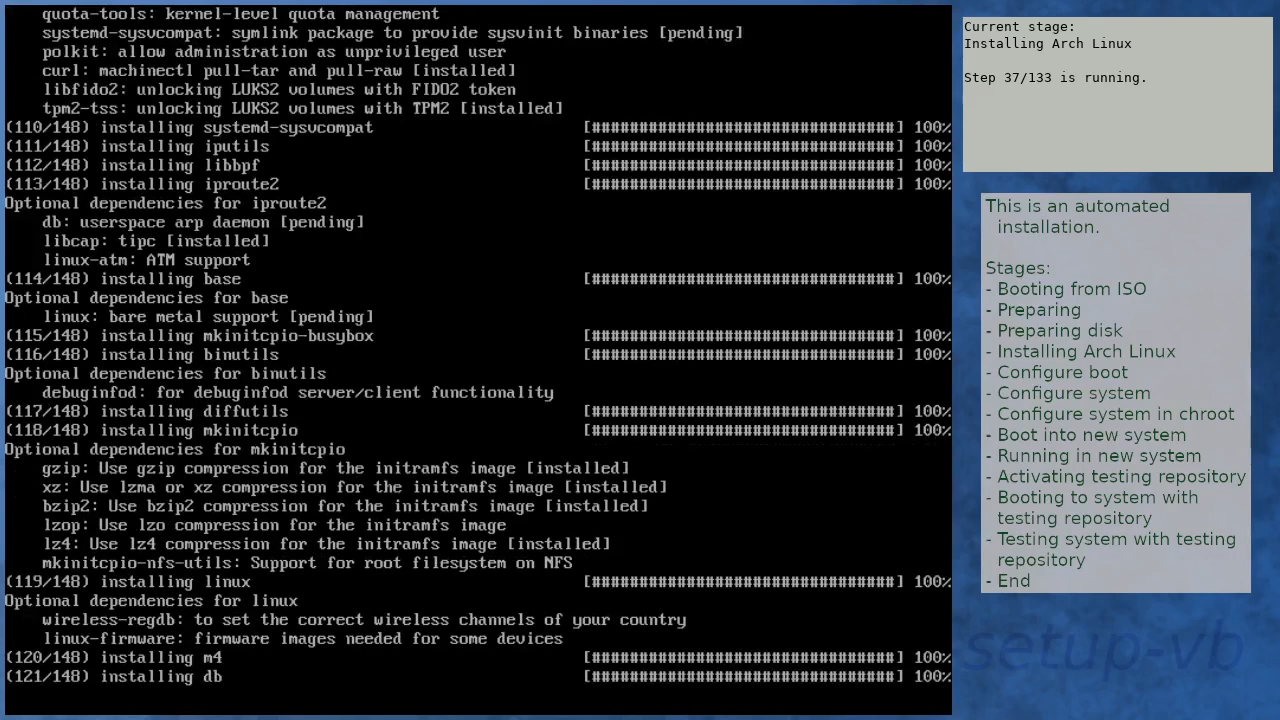 quota-tools: kernel-level quota management
    systemd-sysvcompat: symlink package to provide sysvinit binaries [pending]
    polkit: allow administration as unprivileged user
    curl: machinectl pull-tar and pull-raw [installed]
    libfido2: unlocking LUKS2 volumes with FIDO2 token
    tpm2-tss: unlocking LUKS2 volumes with TPM2 [installed]
(110/148) installing systemd-sysvcompat [################################] 100%
(111/148) installing iputils [################################] 100%
(112/148) installing libbpf [################################] 100%
(113/148) installing iproute2 [################################] 100%
Optional dependencies for iproute2
    db: userspace arp daemon [pending]
    libcap: tipc [installed]
    linux-atm: ATM support
(114/148) installing base [################################] 100%
Optional dependencies for base
    linux: bare metal support [pending]
(115/148) installing mkinitcpio-busybox [################################] 100%
(116/148) installing binutils [################################] 100%
Optional dependencies for binutils
    debuginfod: for debuginfod server/client functionality
(117/148) installing diffutils [################################] 100%
(118/148) installing mkinitcpio [################################] 100%
Optional dependencies for mkinitcpio
    gzip: Use gzip compression for the initramfs image [installed]
    xz: Use lzma or xz compression for the initramfs image [installed]
    bzip2: Use bzip2 compression for the initramfs image [installed]
    lzop: Use lzo compression for the initramfs image
    lz4: Use lz4 compression for the initramfs image [installed]
    mkinitcpio-nfs-utils: Support for root filesystem on NFS
(119/148) installing linux [################################] 100%
Optional dependencies for linux
    wireless-regdb: to set the correct wireless channels of your country
    linux-firmware: firmware images needed for some devices
(120/148) installing m4 [################################] 100%
(121/148) installing db [################################] 100%
Current stage:
Installing Arch Linux
Step 37/133 is running.
This is an automated
installation.
Stages:
- Booting from ISO
- Preparing
- Preparing disk
- Installing Arch Linux
- Configure boot
- Configure system
- Configure system in chroot
- Boot into new system
- Running in new system
- Activating testing repository
- Booting to system with
testing repository
- Testing system with testing
repository
- End
setup-vb